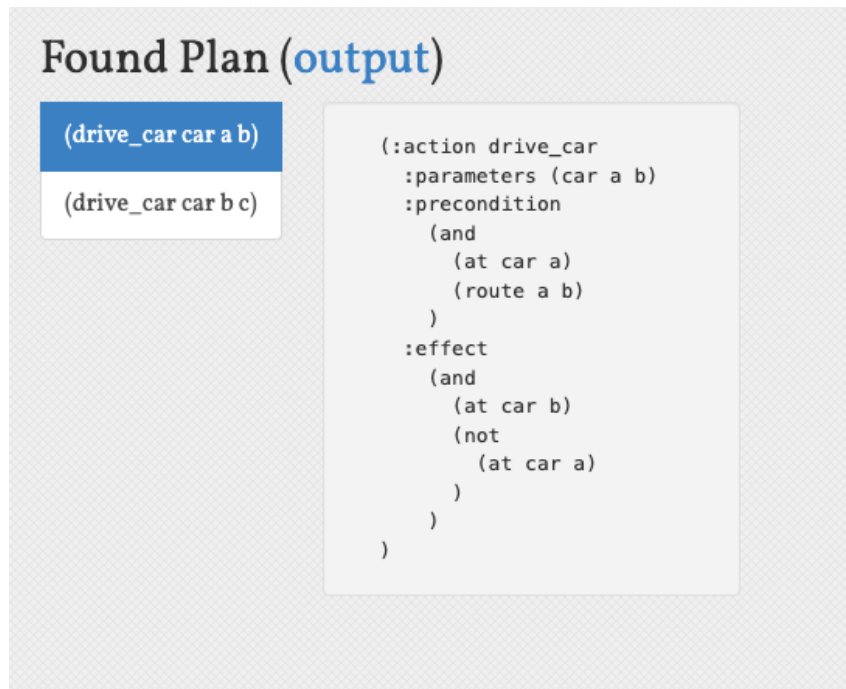 Found Plan (output)
(drive_car car a b)
(drive_car car b c)
(:action drive_car
  :parameters (car a b)
  :precondition
    (and
      (at car a)
      (route a b)
    )
  :effect
    (and
      (at car b)
      (not
        (at car a)
      )
    )
)